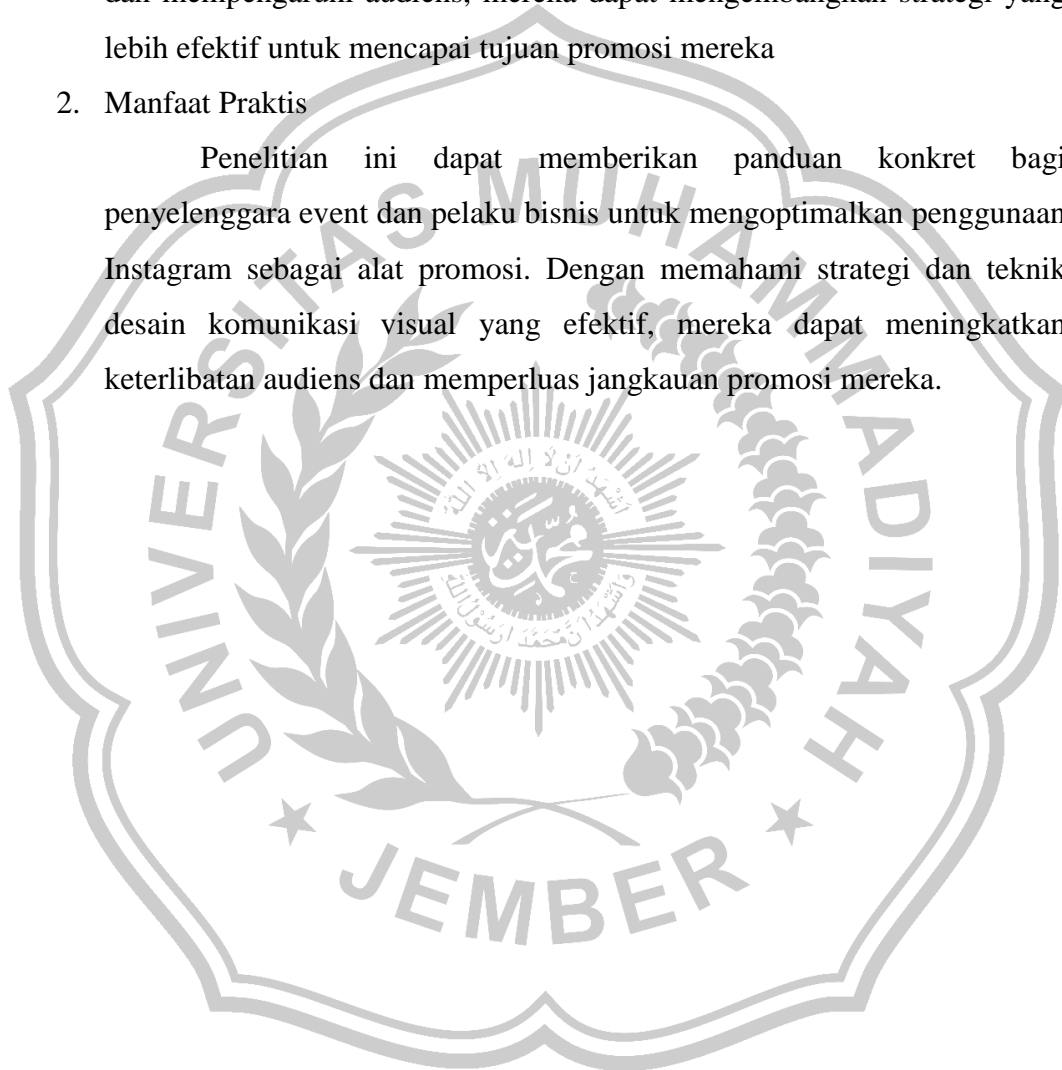 dan mempengaruhi audiens, mereka dapat mengembangkan strategi yang
lebih efektif untuk mencapai tujuan promosi mereka
2. Manfaat Praktis
Penelitian ini dapat memberikan panduan konkret bagi
penyelenggara event dan pelaku bisnis untuk mengoptimalkan penggunaan
Instagram sebagai alat promosi. Dengan memahami strategi dan teknik
desain komunikasi visual yang efektif, mereka dapat meningkatkan
keterlibatan audiens dan memperluas jangkauan promosi mereka.
UNIVERSITAS MUHAMMADIYAH
JEMBER